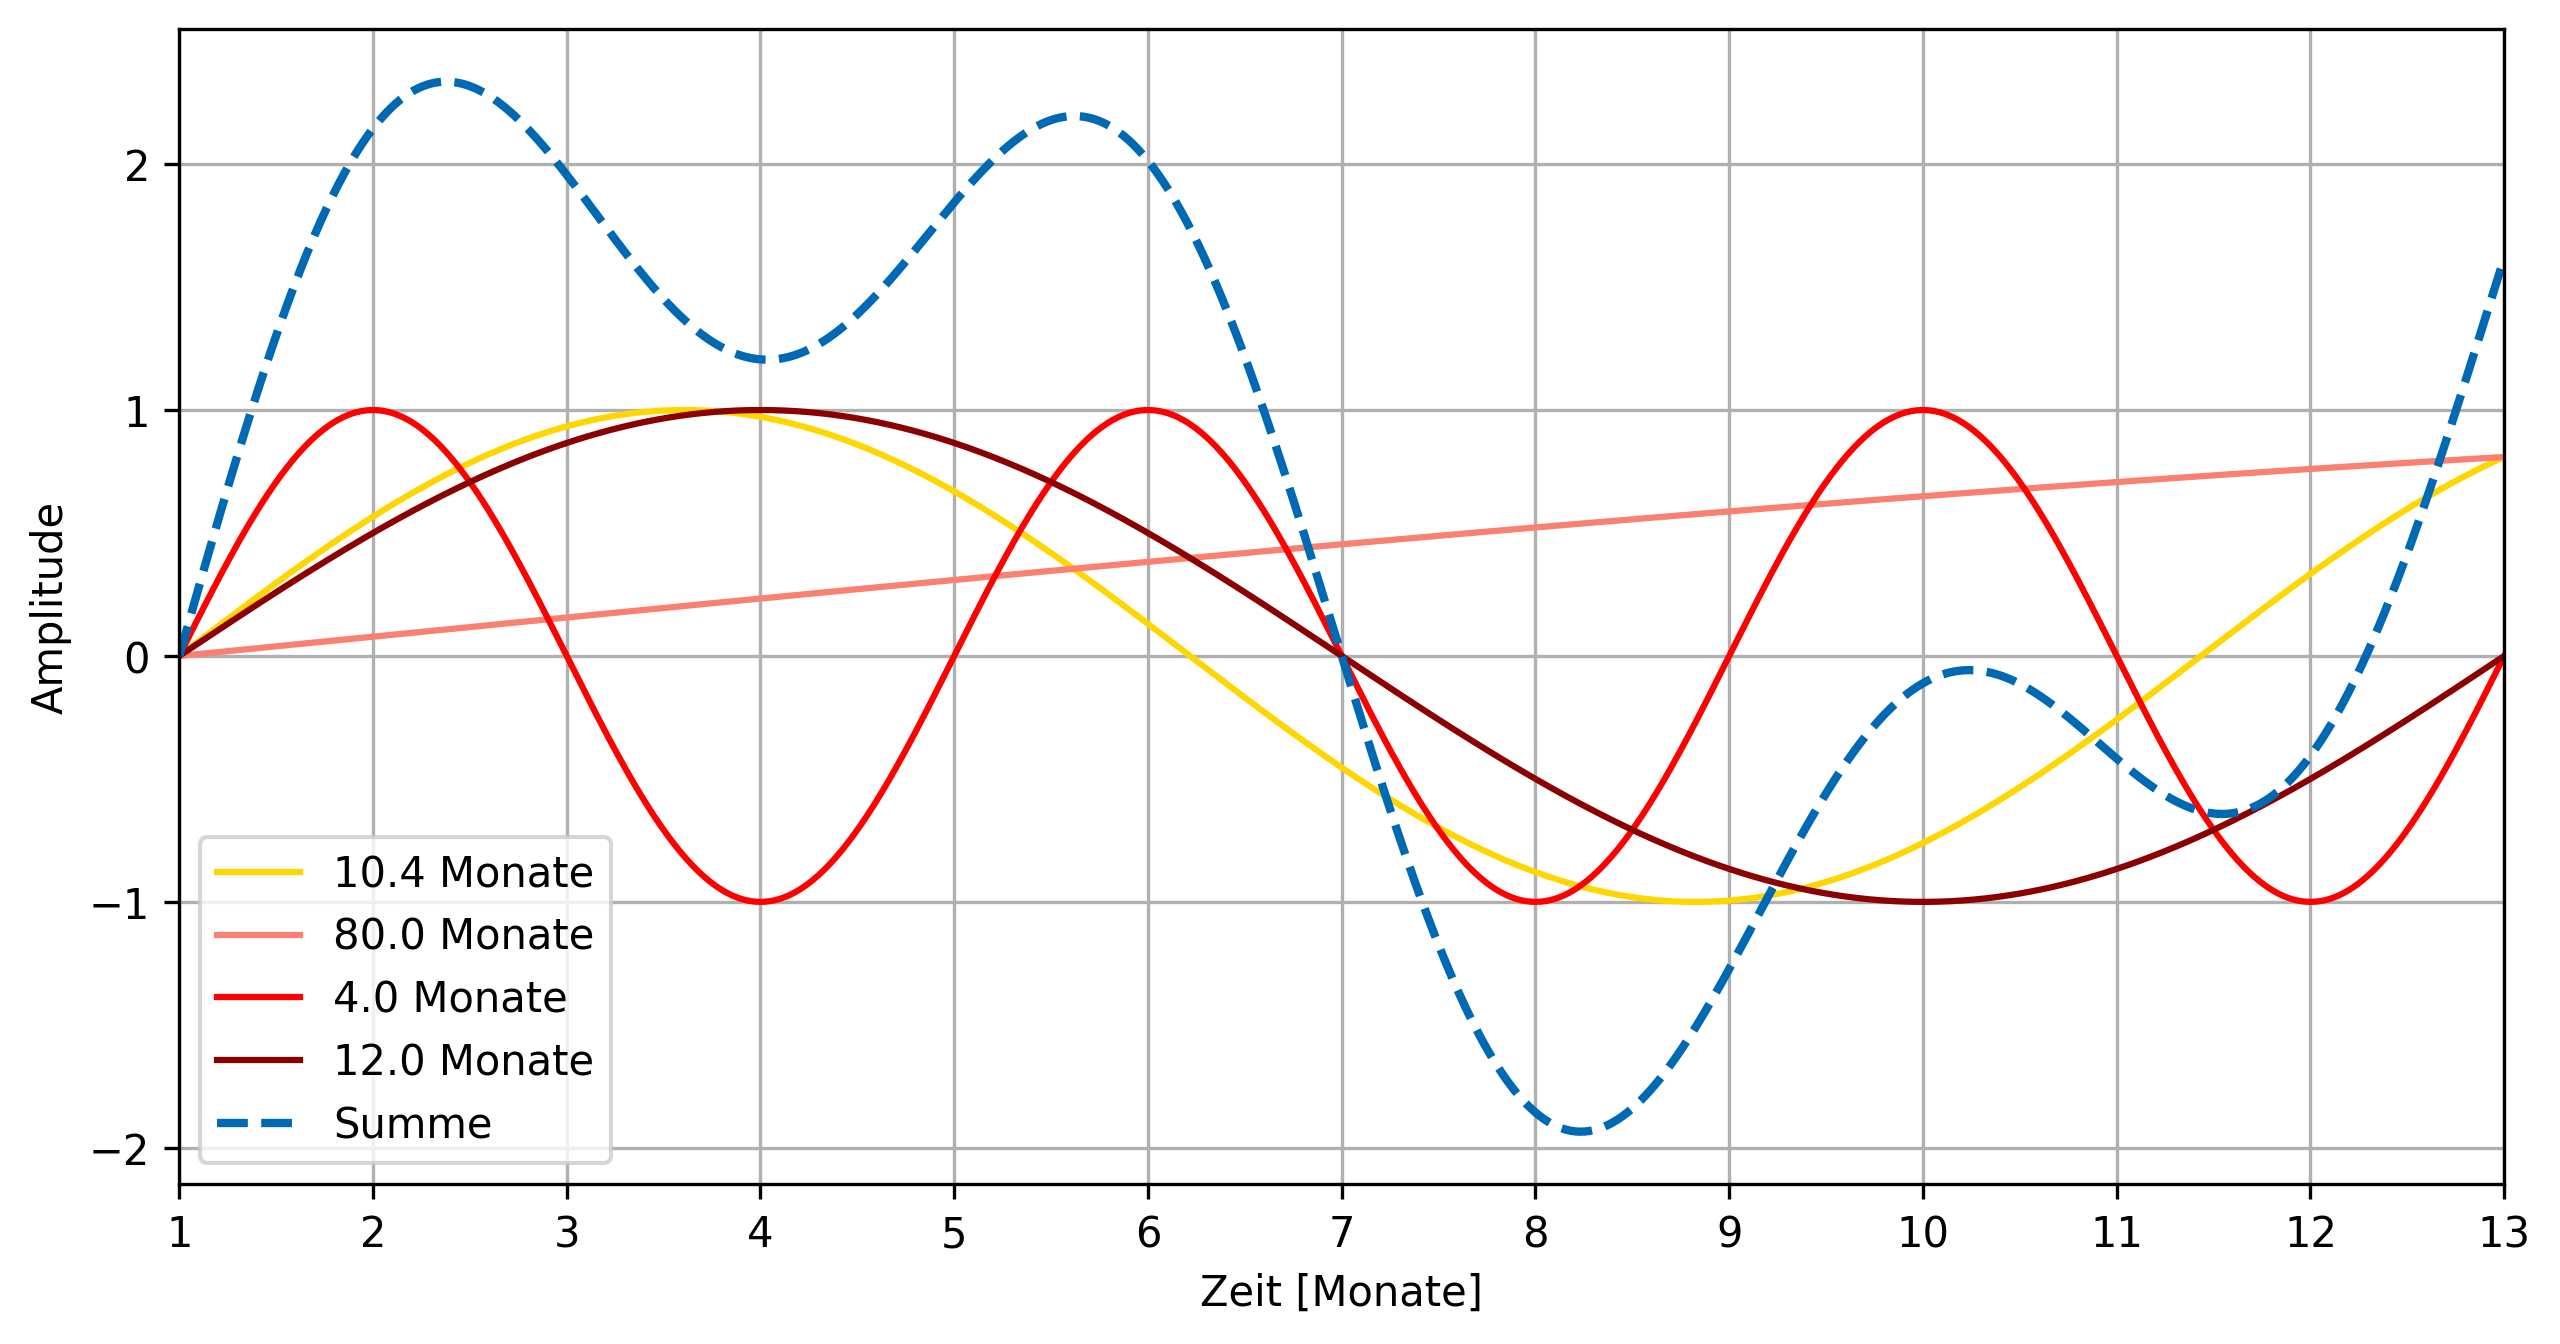 Amplitude
2
1
0
−1
−2
10.4 Monate
80.0 Monate
4.0 Monate
12.0 Monate
Summe
1 2 3 4 5 6 7 8 9 10 11 12 13
Zeit [Monate]